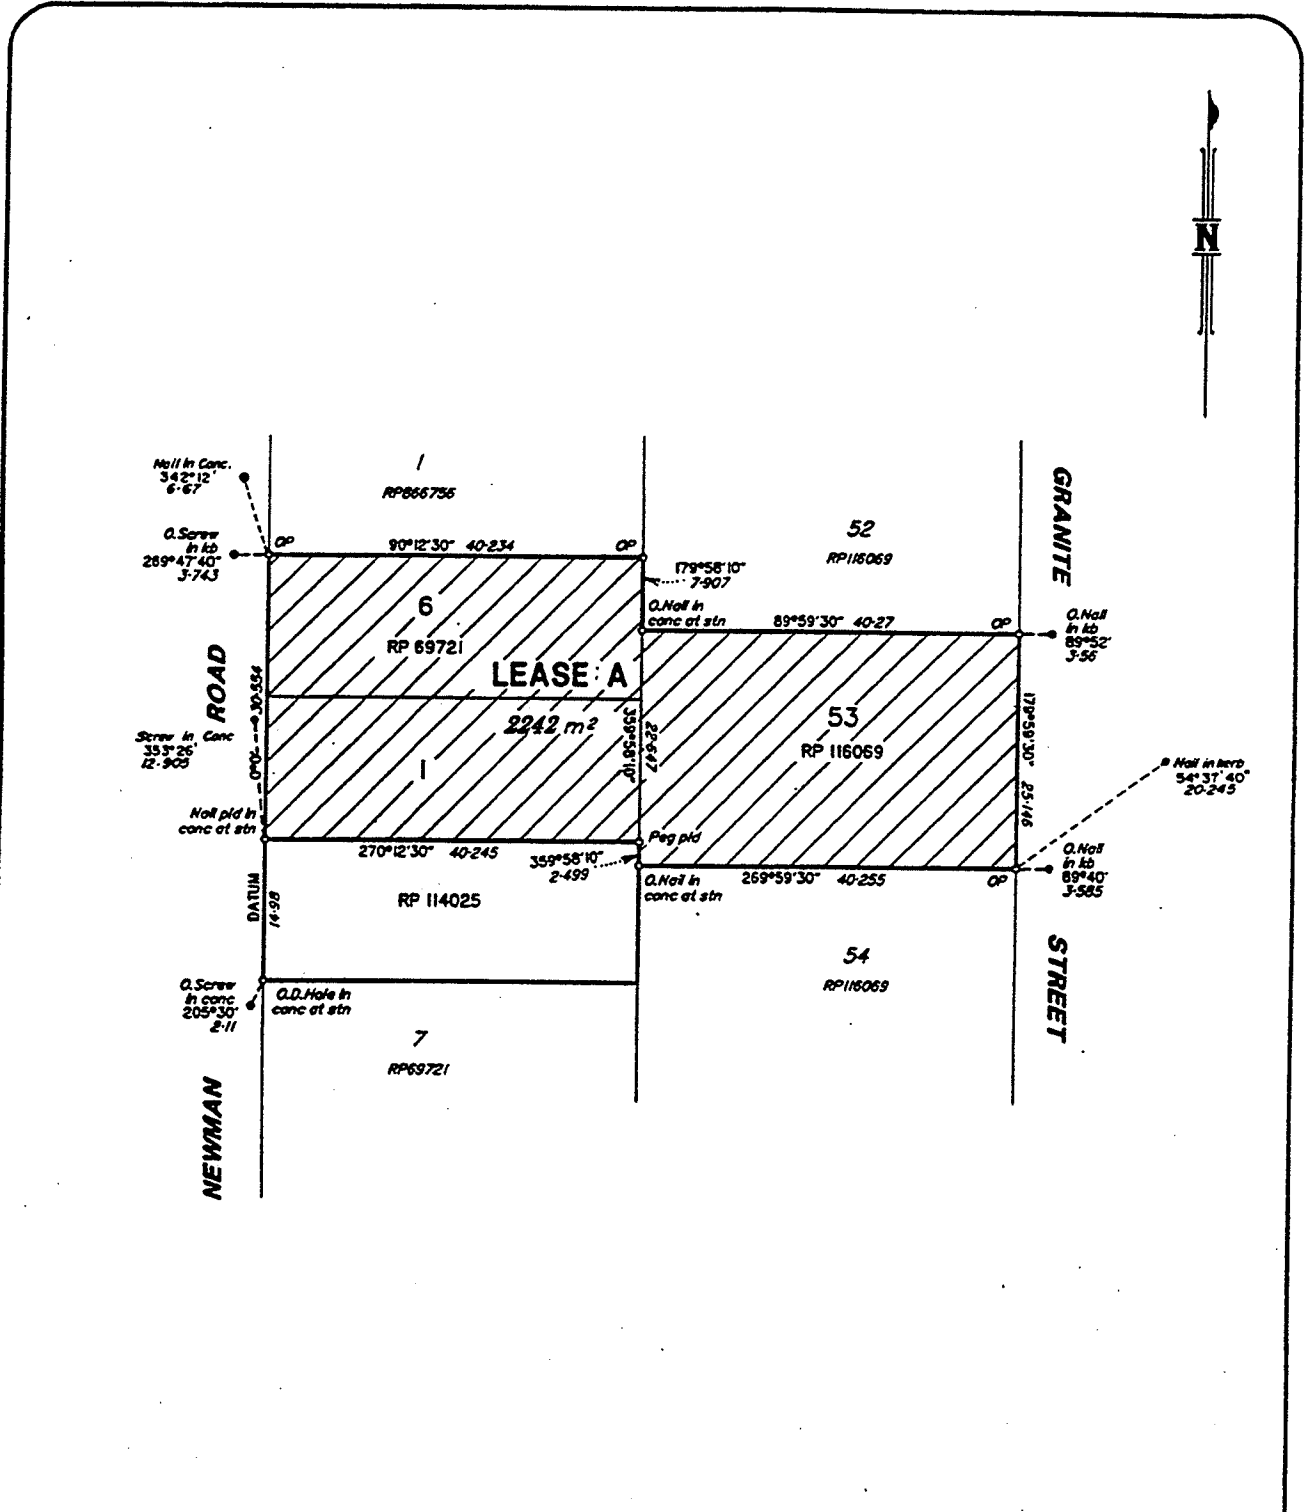 N
Nail in Conc.
342°12'
6·67
1
RP866756
GRANITE
52
RP116069
O.Screw
in kb
269°47'40"
3·743
OP
90°12'30" 40·234
OP
179°58'10"
7·907
6
RP 69721
O.Nail in
conc at stn
89°59'30" 40·27
OP
O.Nail
in kb
89°52'
3·56
ROAD
LEASE A
2242 m²
0°0' 30·554
359°58'10"
22·647
53
RP 116069
179°59'30" 25·146
Screw in Conc
353°26'
12·905
1
Nail in kerb
54°37'40"
20·245
Nail pld in
conc at stn
Peg pld
270°12'30" 40·245
359°58'10"
2·499
O.Nail
in kb
89°40'
3·585
O.Nail in
conc at stn
269°59'30" 40·255
OP
DATUM
14·98
RP 114025
54
RP116069
STREET
O.Screw
in conc
205°30'
2·11
O.D.Hole in
conc at stn
7
RP69721
NEWMAN